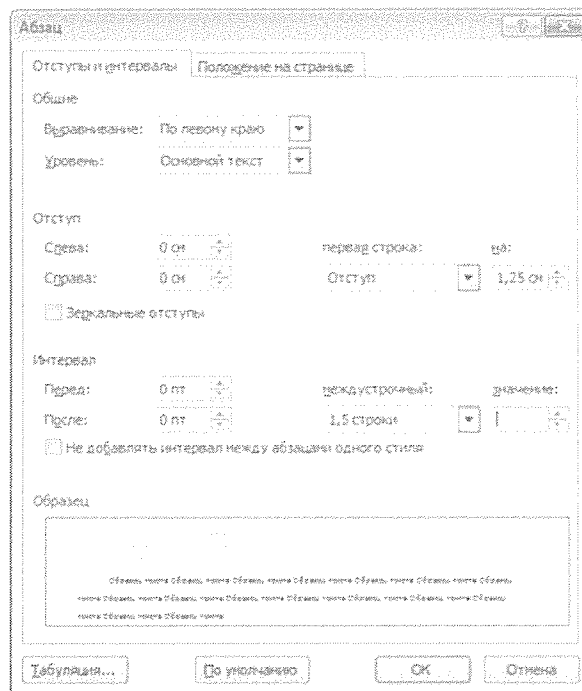 Абзац
Отступы и интервалы Положение на странице
Общие
Выравнивание: По левому краю
Уровень: Основной текст
Отступ
Слева: 0 см первая строка: на:
Справа: 0 см Отступ 1,25 см
Зеркальные отступы
Интервал
Перед: 0 пт междустрочный: значение:
После: 0 пт 1,5 строки
Не добавлять интервал между абзацами одного стиля
Образец
Табуляция... По умолчанию ОК Отмена